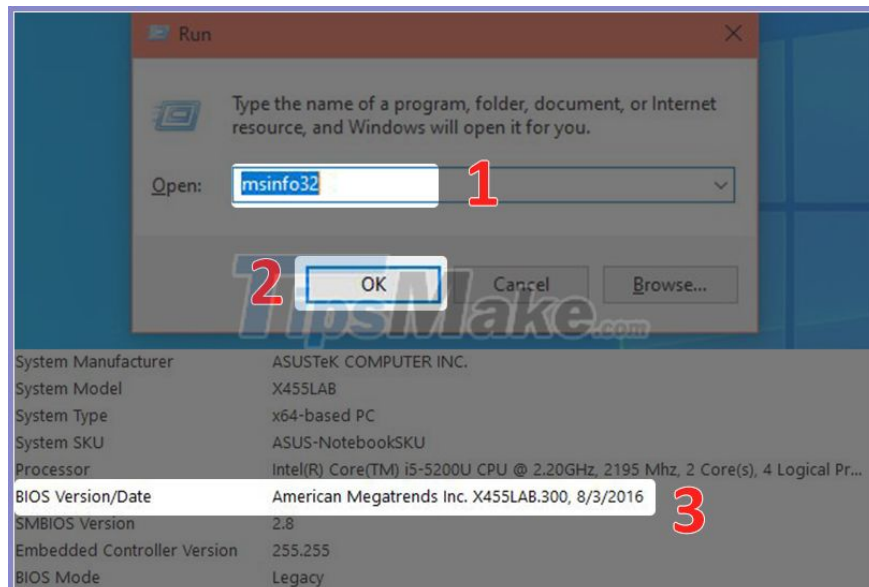 Run
Type the name of a program, folder, document, or Internet
resource, and Windows will open it for you.
Open: msinfo32 1
2 OK Cancel Browse...
TipsMake.com
System Manufacturer ASUSTeK COMPUTER INC.
System Model X455LAB
System Type x64-based PC
System SKU ASUS-NotebookSKU
Processor Intel(R) Core(TM) i5-5200U CPU @ 2.20GHz, 2195 Mhz, 2 Core(s), 4 Logical Pr...
BIOS Version/Date American Megatrends Inc. X455LAB.300, 8/3/2016 3
SMBIOS Version 2.8
Embedded Controller Version 255.255
BIOS Mode Legacy